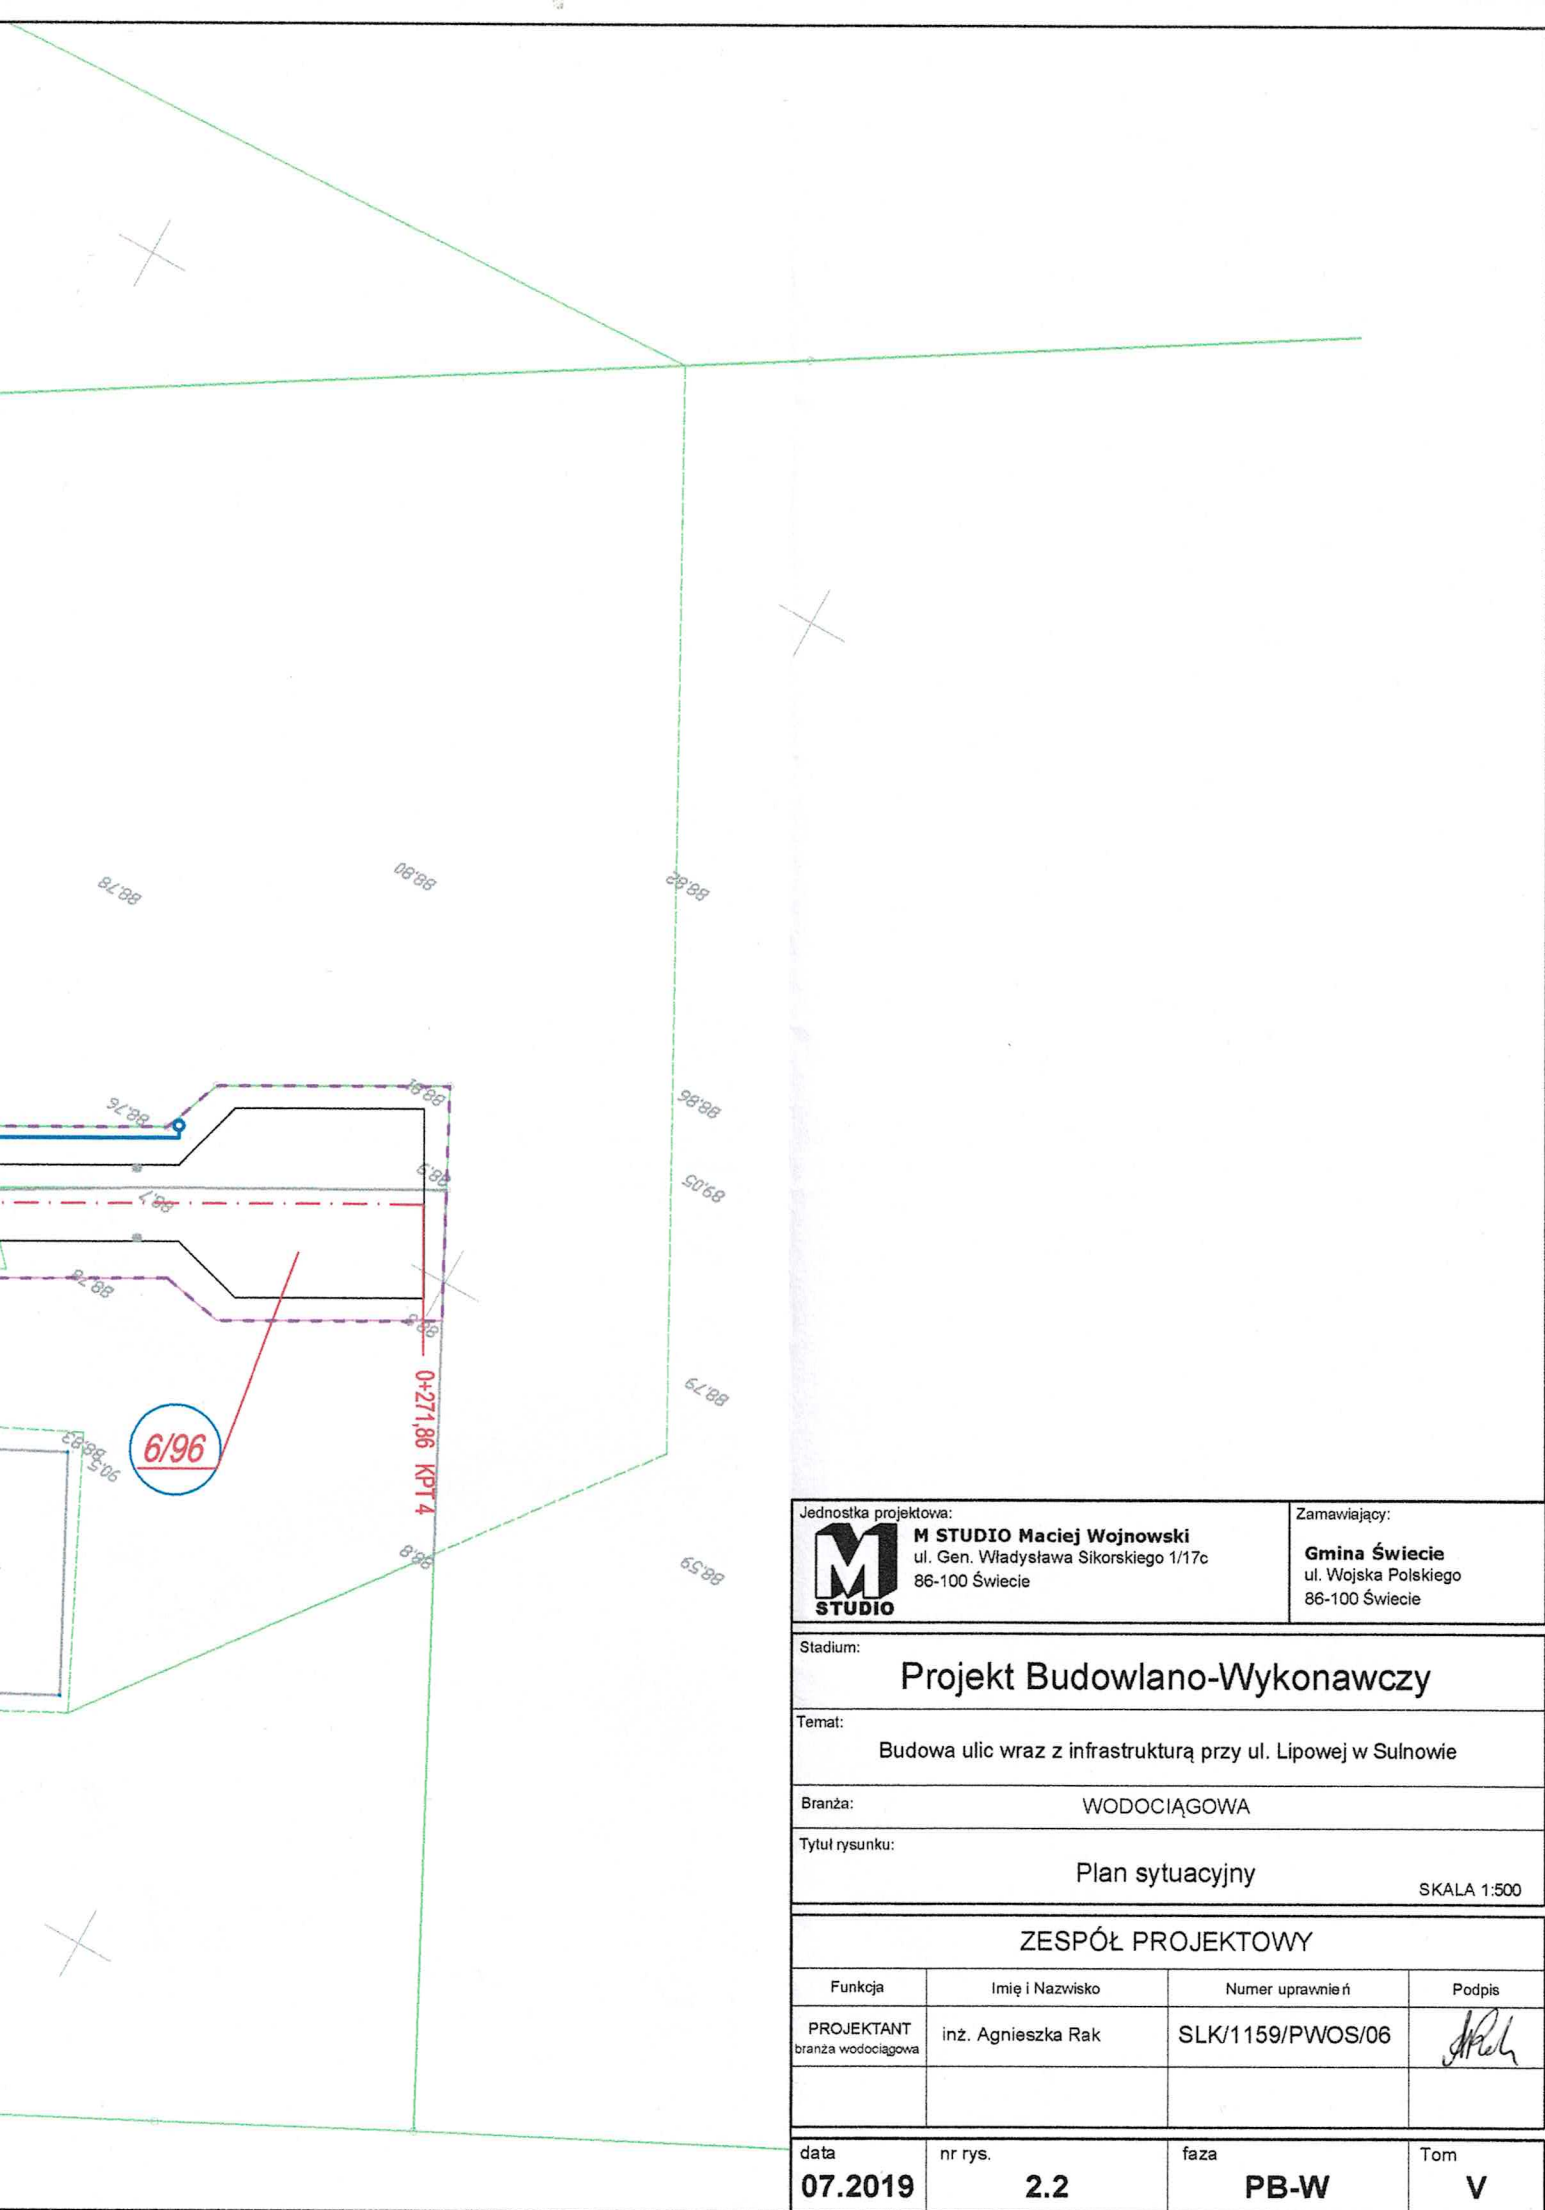 88.78
88.80
88.82
88.91
88.76
88.86
88.9
88.7
89.05
88.78
88.8
88.79
0+271,86 KPT 4
6/96
88.83
90.5
88.8
88.59
Jednostka projektowa:
M STUDIO
M STUDIO Maciej Wojnowski
ul. Gen. Władysława Sikorskiego 1/17c
86-100 Świecie
Zamawiający:
Gmina Świecie
ul. Wojska Polskiego
86-100 Świecie
Stadium:
Projekt Budowlano-Wykonawczy
Temat:
Budowa ulic wraz z infrastrukturą przy ul. Lipowej w Sulnowie
Branża:
WODOCIĄGOWA
Tytuł rysunku:
Plan sytuacyjny
SKALA 1:500
ZESPÓŁ PROJEKTOWY
Funkcja Imię i Nazwisko Numer uprawnień Podpis
PROJEKTANT
branża wodociągowa
inż. Agnieszka Rak
SLK/1159/PWOS/06
data nr rys. faza Tom
07.2019 2.2 PB-W V